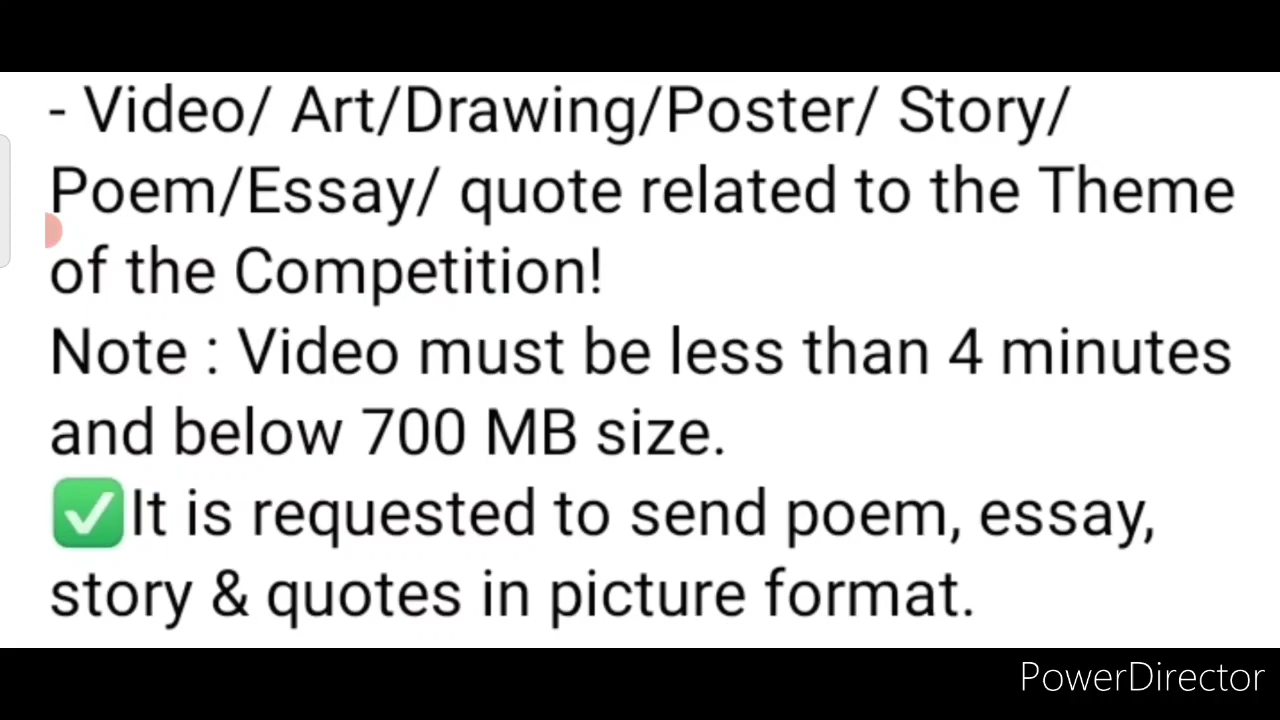 - Video/ Art/Drawing/Poster/ Story/
Poem/Essay/ quote related to the Theme
of the Competition!
Note : Video must be less than 4 minutes
and below 700 MB size.
✅It is requested to send poem, essay,
story & quotes in picture format.
PowerDirector